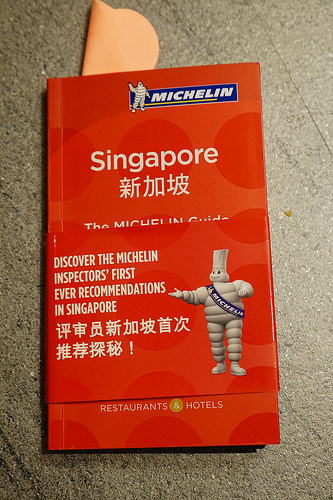 MICHELIN
Singapore
新加坡
The MICHELIN Guide
DISCOVER THE MICHELIN
INSPECTORS' FIRST
EVER RECOMMENDATIONS
IN SINGAPORE
评审员新加坡首次
推荐探秘！
MICHELIN
RESTAURANTS & HOTELS